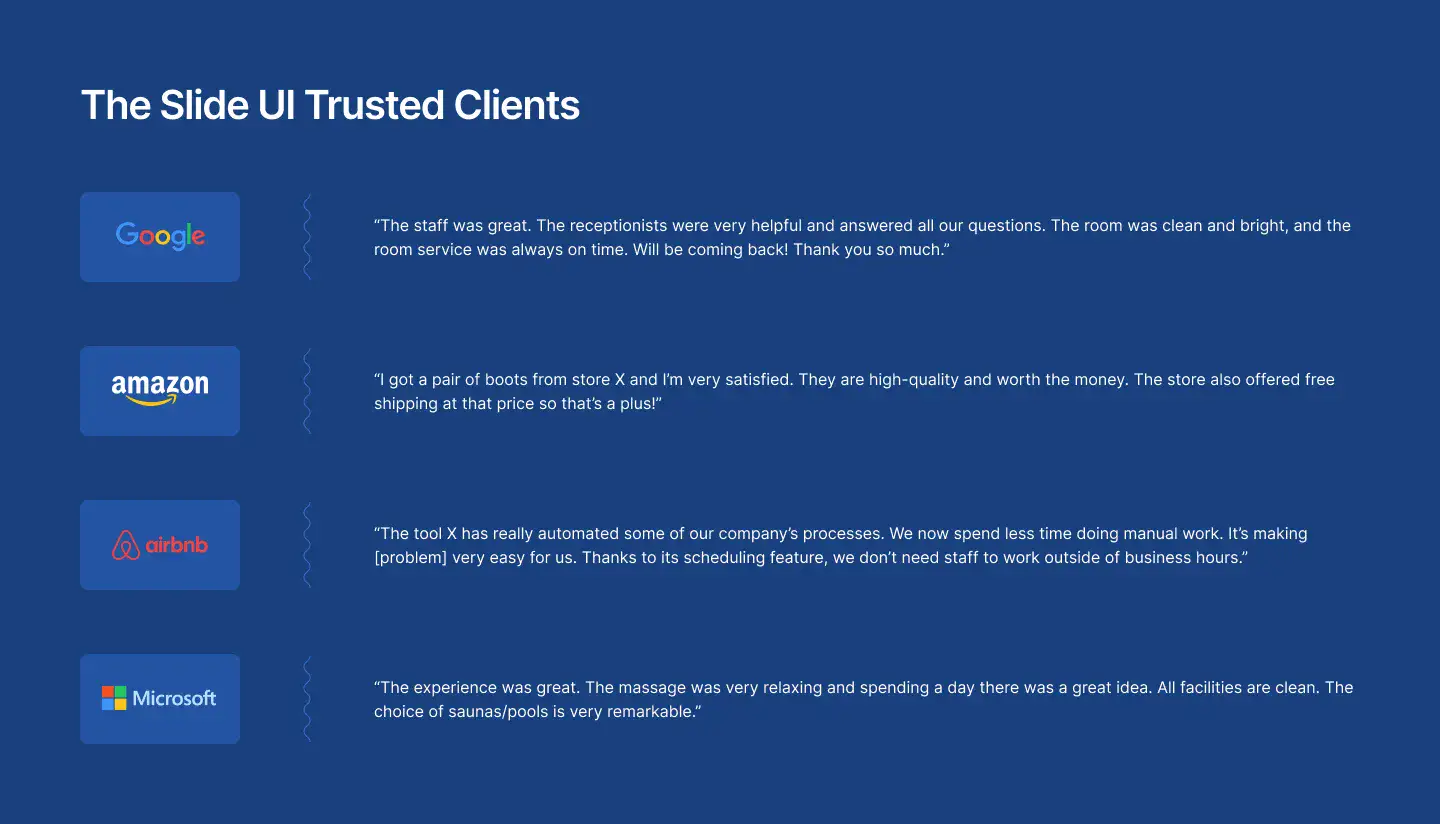 The Slide UI Trusted Clients
Google
“The staff was great. The receptionists were very helpful and answered all our questions. The room was clean and bright, and the
room service was always on time. Will be coming back! Thank you so much.”
amazon
“I got a pair of boots from store X and I’m very satisfied. They are high-quality and worth the money. The store also offered free
shipping at that price so that’s a plus!”
airbnb
“The tool X has really automated some of our company’s processes. We now spend less time doing manual work. It’s making
[problem] very easy for us. Thanks to its scheduling feature, we don’t need staff to work outside of business hours.”
Microsoft
“The experience was great. The massage was very relaxing and spending a day there was a great idea. All facilities are clean. The
choice of saunas/pools is very remarkable.”